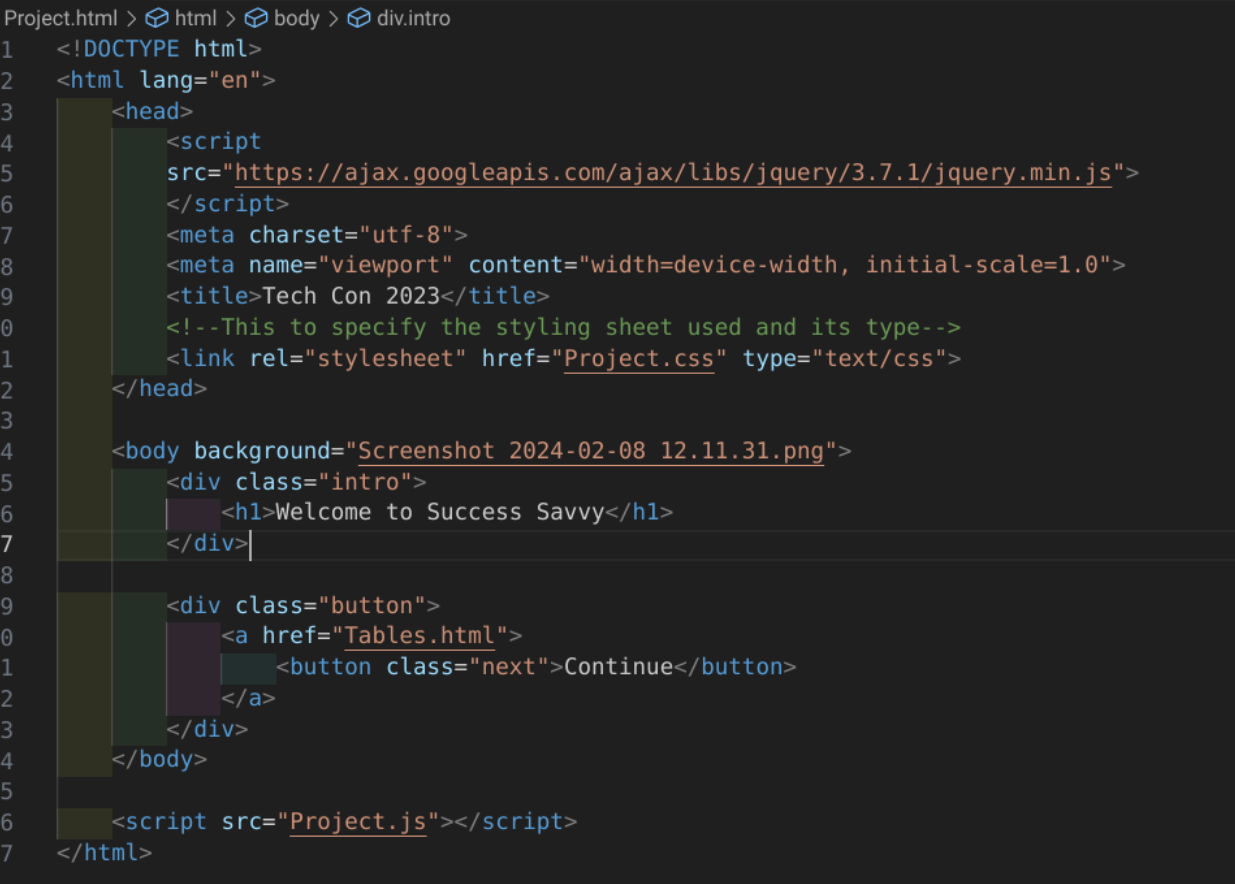 Project.html > html > body > div.intro
1 <!DOCTYPE html>
2 <html lang="en">
3 <head>
4 <script
5 src="https://ajax.googleapis.com/ajax/libs/jquery/3.7.1/jquery.min.js">
6 </script>
7 <meta charset="utf-8">
8 <meta name="viewport" content="width=device-width, initial-scale=1.0">
9 <title>Tech Con 2023</title>
0 <!--This to specify the styling sheet used and its type-->
1 <link rel="stylesheet" href="Project.css" type="text/css">
2 </head>
3
4 <body background="Screenshot 2024-02-08 12.11.31.png">
5 <div class="intro">
6 <h1>Welcome to Success Savvy</h1>
7 </div>
8
9 <div class="button">
0 <a href="Tables.html">
1 <button class="next">Continue</button>
2 </a>
3 </div>
4 </body>
5
6 <script src="Project.js"></script>
7 </html>